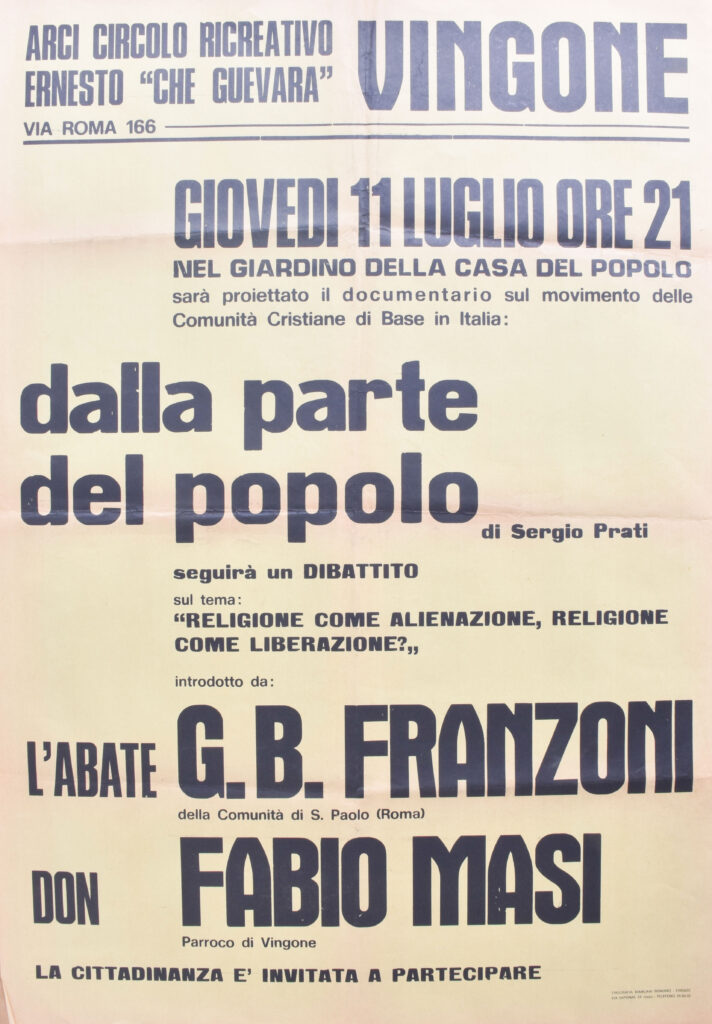 ARCI CIRCOLO RICREATIVO
ERNESTO “CHE GUEVARA”
VINGONE
VIA ROMA 166
GIOVEDI 11 LUGLIO ORE 21
NEL GIARDINO DELLA CASA DEL POPOLO
sarà proiettato il documentario sul movimento delle
Comunità Cristiane di Base in Italia:
dalla parte
del popolo
di Sergio Prati
seguirà un DIBATTITO
sul tema:
“RELIGIONE COME ALIENAZIONE, RELIGIONE
COME LIBERAZIONE?„
introdotto da:
L'ABATE G. B. FRANZONI
della Comunità di S. Paolo (Roma)
DON FABIO MASI
Parroco di Vingone
LA CITTADINANZA E' INVITATA A PARTECIPARE